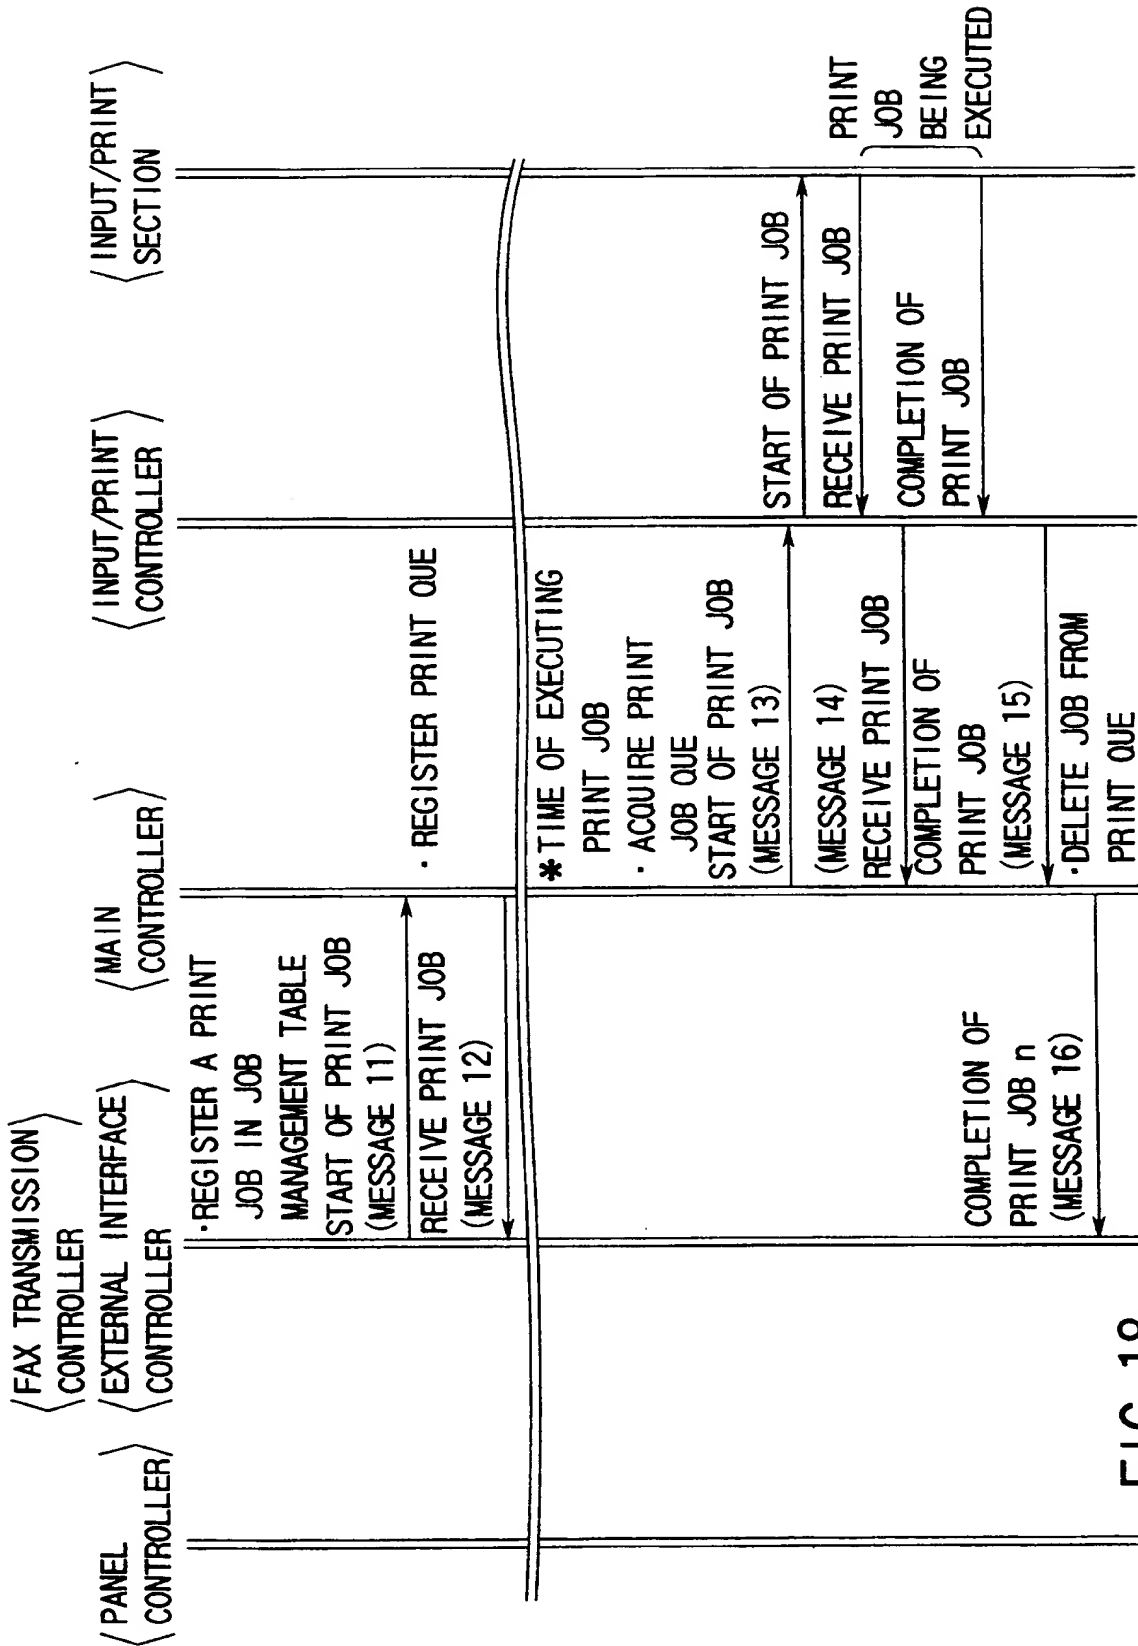 PANEL
CONTROLLER
FAX TRANSMISSION
CONTROLLER
EXTERNAL INTERFACE
CONTROLLER
MAIN
CONTROLLER
INPUT/PRINT
CONTROLLER
INPUT/PRINT
SECTION
·REGISTER A PRINT
JOB IN JOB
MANAGEMENT TABLE
START OF PRINT JOB
(MESSAGE 11)
RECEIVE PRINT JOB
(MESSAGE 12)
· REGISTER PRINT QUE
*TIME OF EXECUTING
PRINT JOB
· ACQUIRE PRINT
JOB QUE
START OF PRINT JOB
(MESSAGE 13)
START OF PRINT JOB
RECEIVE PRINT JOB
(MESSAGE 14)
RECEIVE PRINT JOB
COMPLETION OF
PRINT JOB
PRINT
JOB
BEING
EXECUTED
COMPLETION OF
PRINT JOB
(MESSAGE 15)
·DELETE JOB FROM
PRINT QUE
COMPLETION OF
PRINT JOB n
(MESSAGE 16)